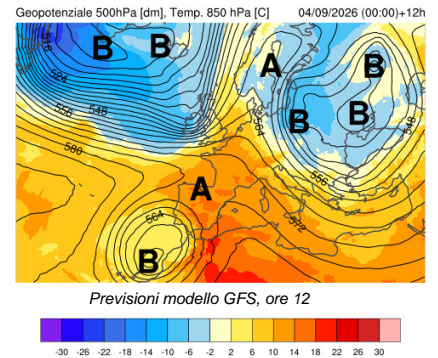 Geopotenziale 500hPa [dm], Temp. 850 hPa [C] 04/09/2026 (00:00)+12h
516
B B
A B
524
B B
556 548
564 548
580
556
A
564
572
B
Previsioni modello GFS, ore 12
-30 -26 -22 -18 -14 -10 -6 -2 2 6 10 14 18 22 26 30